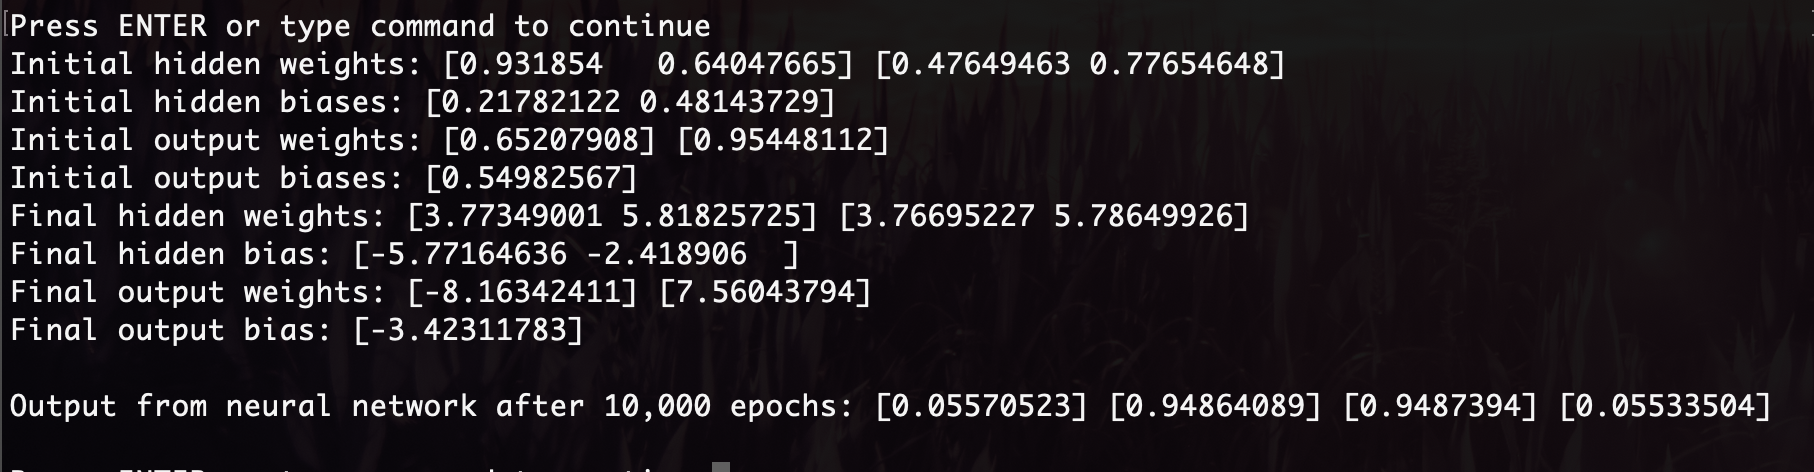 Press ENTER or type command to continue
Initial hidden weights: [0.931854   0.64047665] [0.47649463 0.77654648]
Initial hidden biases: [0.21782122 0.48143729]
Initial output weights: [0.65207908] [0.95448112]
Initial output biases: [0.54982567]
Final hidden weights: [3.77349001 5.81825725] [3.76695227 5.78649926]
Final hidden bias: [-5.77164636 -2.418906  ]
Final output weights: [-8.16342411] [7.56043794]
Final output bias: [-3.42311783]
Output from neural network after 10,000 epochs: [0.05570523] [0.94864089] [0.9487394] [0.05533504]